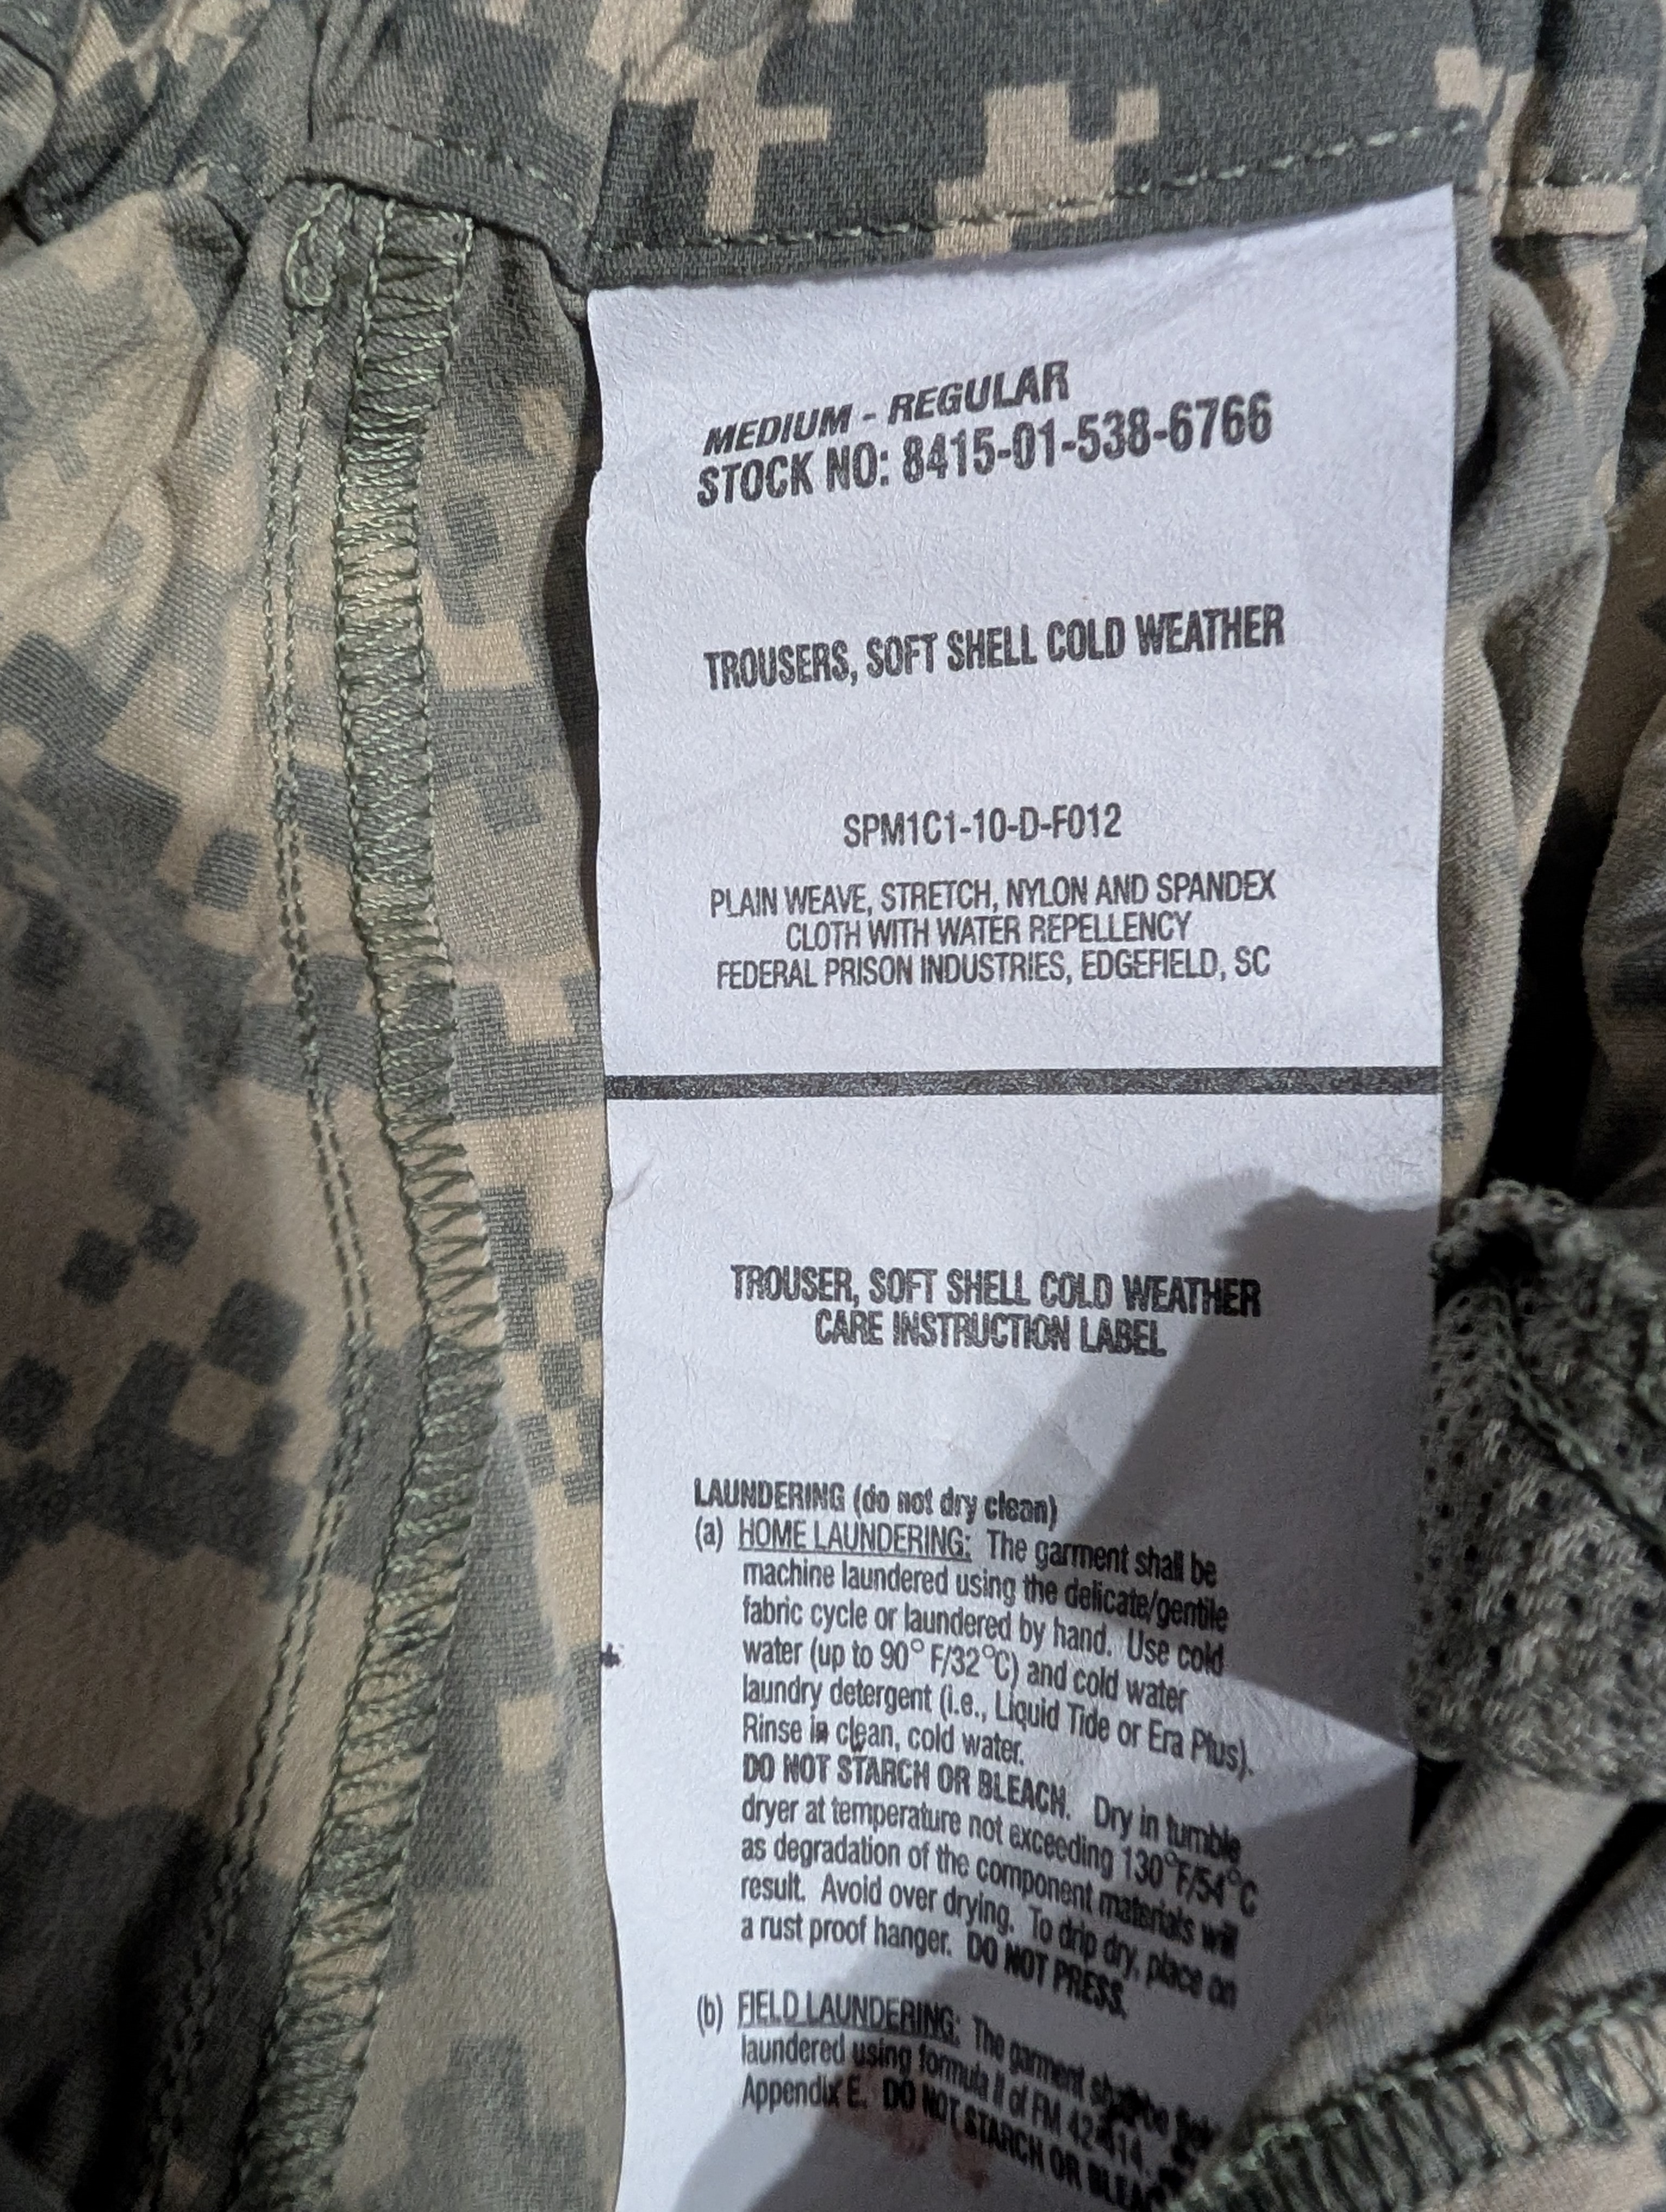 MEDIUM - REGULAR
STOCK NO: 8415-01-538-6766
TROUSERS, SOFT SHELL COLD WEATHER
SPM1C1-10-D-F012
PLAIN WEAVE, STRETCH, NYLON AND SPANDEX
CLOTH WITH WATER REPELLENCY
FEDERAL PRISON INDUSTRIES, EDGEFIELD, SC
TROUSER, SOFT SHELL COLD WEATHER
CARE INSTRUCTION LABEL
LAUNDERING (do not dry clean)
(a) HOME LAUNDERING: The garment shall be
machine laundered using the delicate/gentile
fabric cycle or laundered by hand. Use cold
water (up to 90° F/32°C) and cold water
laundry detergent (i.e., Liquid Tide or Era Plus).
Rinse in clean, cold water.
DO NOT STARCH OR BLEACH. Dry in tumble
dryer at temperature not exceeding 130°F/54°C
as degradation of the component materials will
result. Avoid over drying. To drip dry, place on
a rust proof hanger. DO NOT PRESS.
(b) FIELD LAUNDERING: The garment shall be
laundered using formula II of FM 42-414.
Appendix E. DO NOT STARCH OR